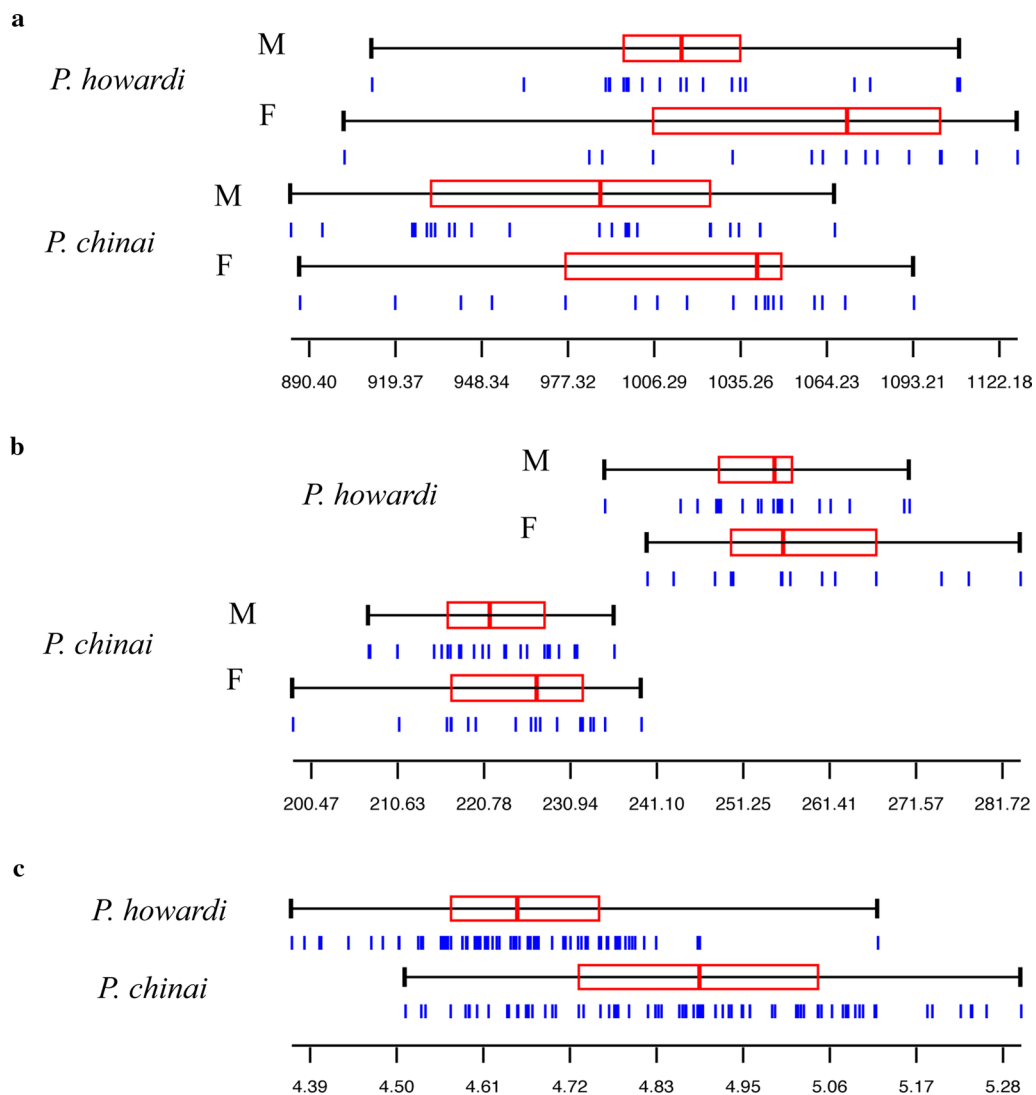 a
M
P. howardi
F
M
P. chinai
F
890.40 919.37 948.34 977.32 1006.29 1035.26 1064.23 1093.21 1122.18
b
M
P. howardi
F
M
P. chinai
F
200.47 210.63 220.78 230.94 241.10 251.25 261.41 271.57 281.72
c
P. howardi
P. chinai
4.39 4.50 4.61 4.72 4.83 4.95 5.06 5.17 5.28